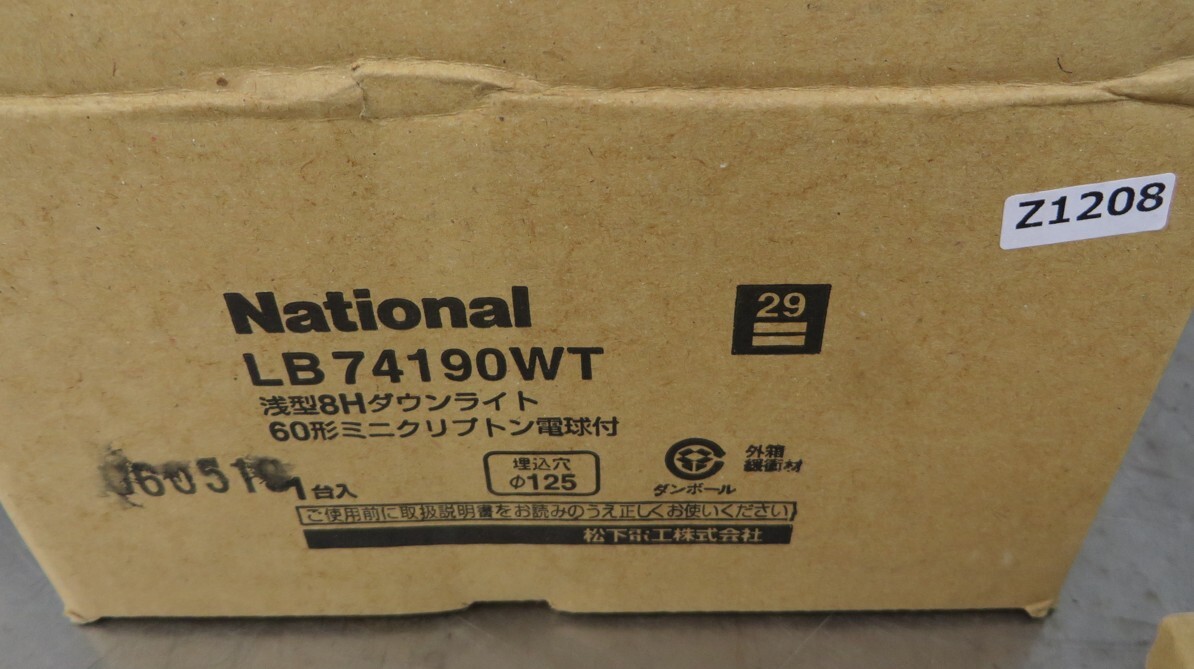 Z1208
National
29
LB74190WT
浅型8Hダウンライト
60形ミニクリプトン電球付
1台入
埋込穴
φ125
ダンボール
外箱
緩衝材
ご使用前に取扱説明書をお読みのうえ正しくお使いください
松下電工株式会社